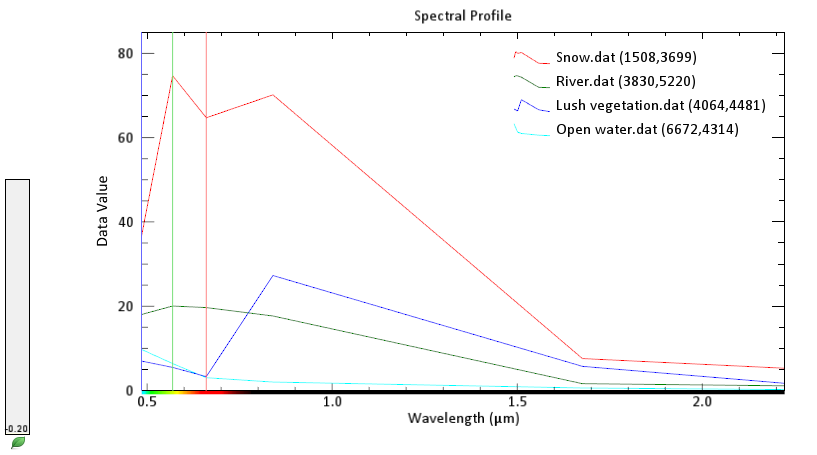 Spectral Profile
80
60
40
20
0
Data Value
Snow.dat (1508,3699)
River.dat (3830,5220)
Lush vegetation.dat (4064,4481)
Open water.dat (6672,4314)
0.5 1.0 1.5 2.0
Wavelength (µm)
-0.20